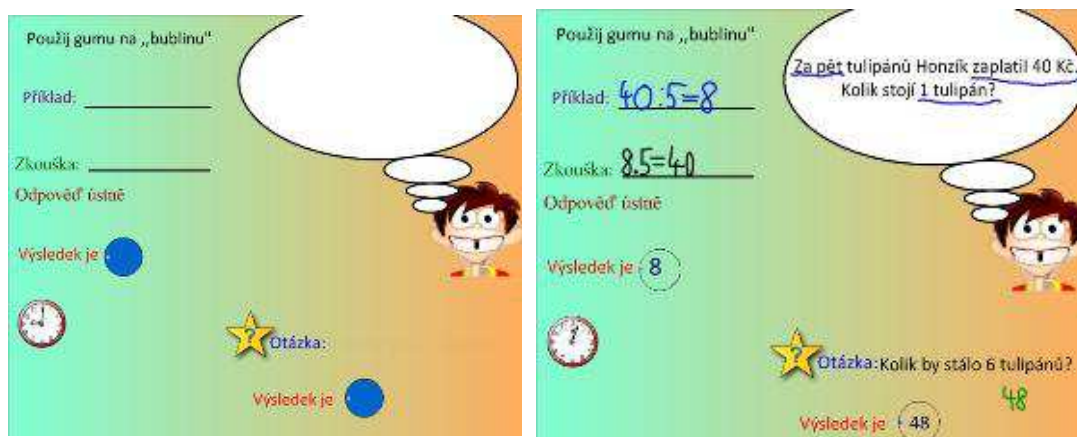 Použij gumu na „bublinu"
Příklad:
Zkouška:
Odpověď ústně
Výsledek je
?
Otázka:
Výsledek je
Použij gumu na „bublinu"
Za pět tulipánů Honzík zaplatil 40 Kč.
Kolik stojí 1 tulipán?
Příklad: 40.5=8
Zkouška: 8.5=40
Odpověď ústně
Výsledek je 8
?
Otázka: Kolik by stálo 6 tulipánů?
48
Výsledek je 48